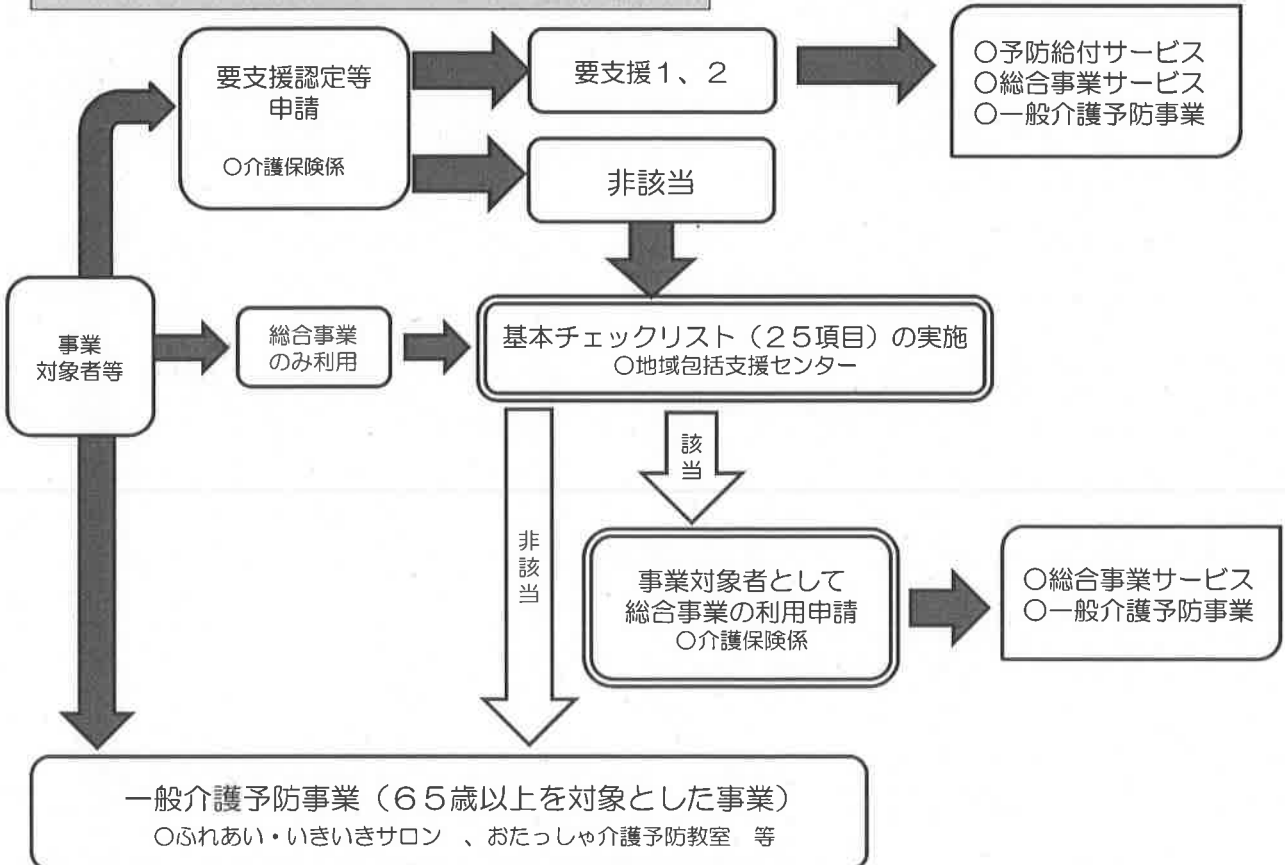 要支援認定等
申請
○介護保険係
要支援１、２
○予防給付サービス
○総合事業サービス
○一般介護予防事業
非該当
事業
対象者等
総合事業
のみ利用
基本チェックリスト（２５項目）の実施
○地域包括支援センター
該当
非該当
事業対象者として
総合事業の利用申請
○介護保険係
○総合事業サービス
○一般介護予防事業
一般介護予防事業（６５歳以上を対象とした事業）
○ふれあい・いきいきサロン 、おたっしゃ介護予防教室 等